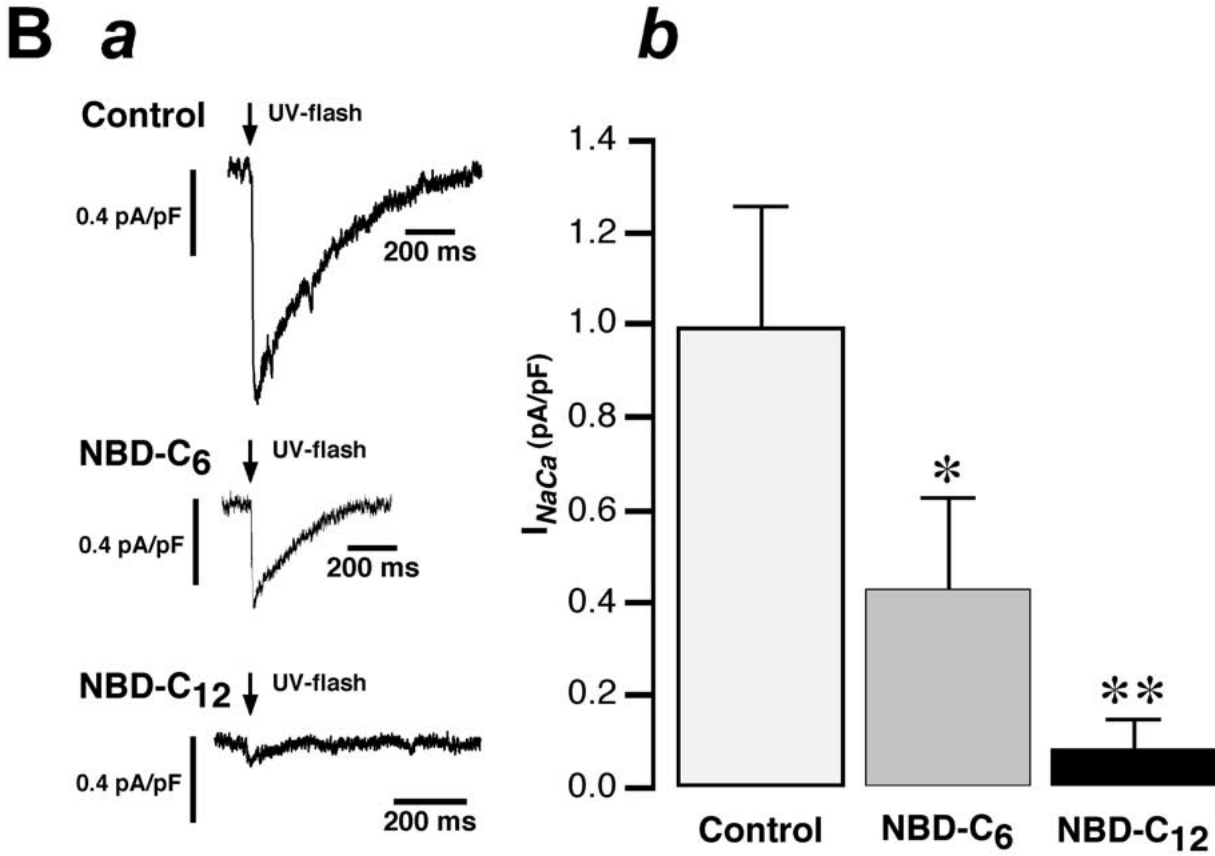 B a b
Control UV-flash
0.4 pA/pF
200 ms
NBD-C6 UV-flash
0.4 pA/pF
200 ms
NBD-C12 UV-flash
0.4 pA/pF
200 ms
INaCa (pA/pF)
1.4
1.2
1.0
0.8
0.6
0.4
0.2
0.0
*
**
Control NBD-C6 NBD-C12